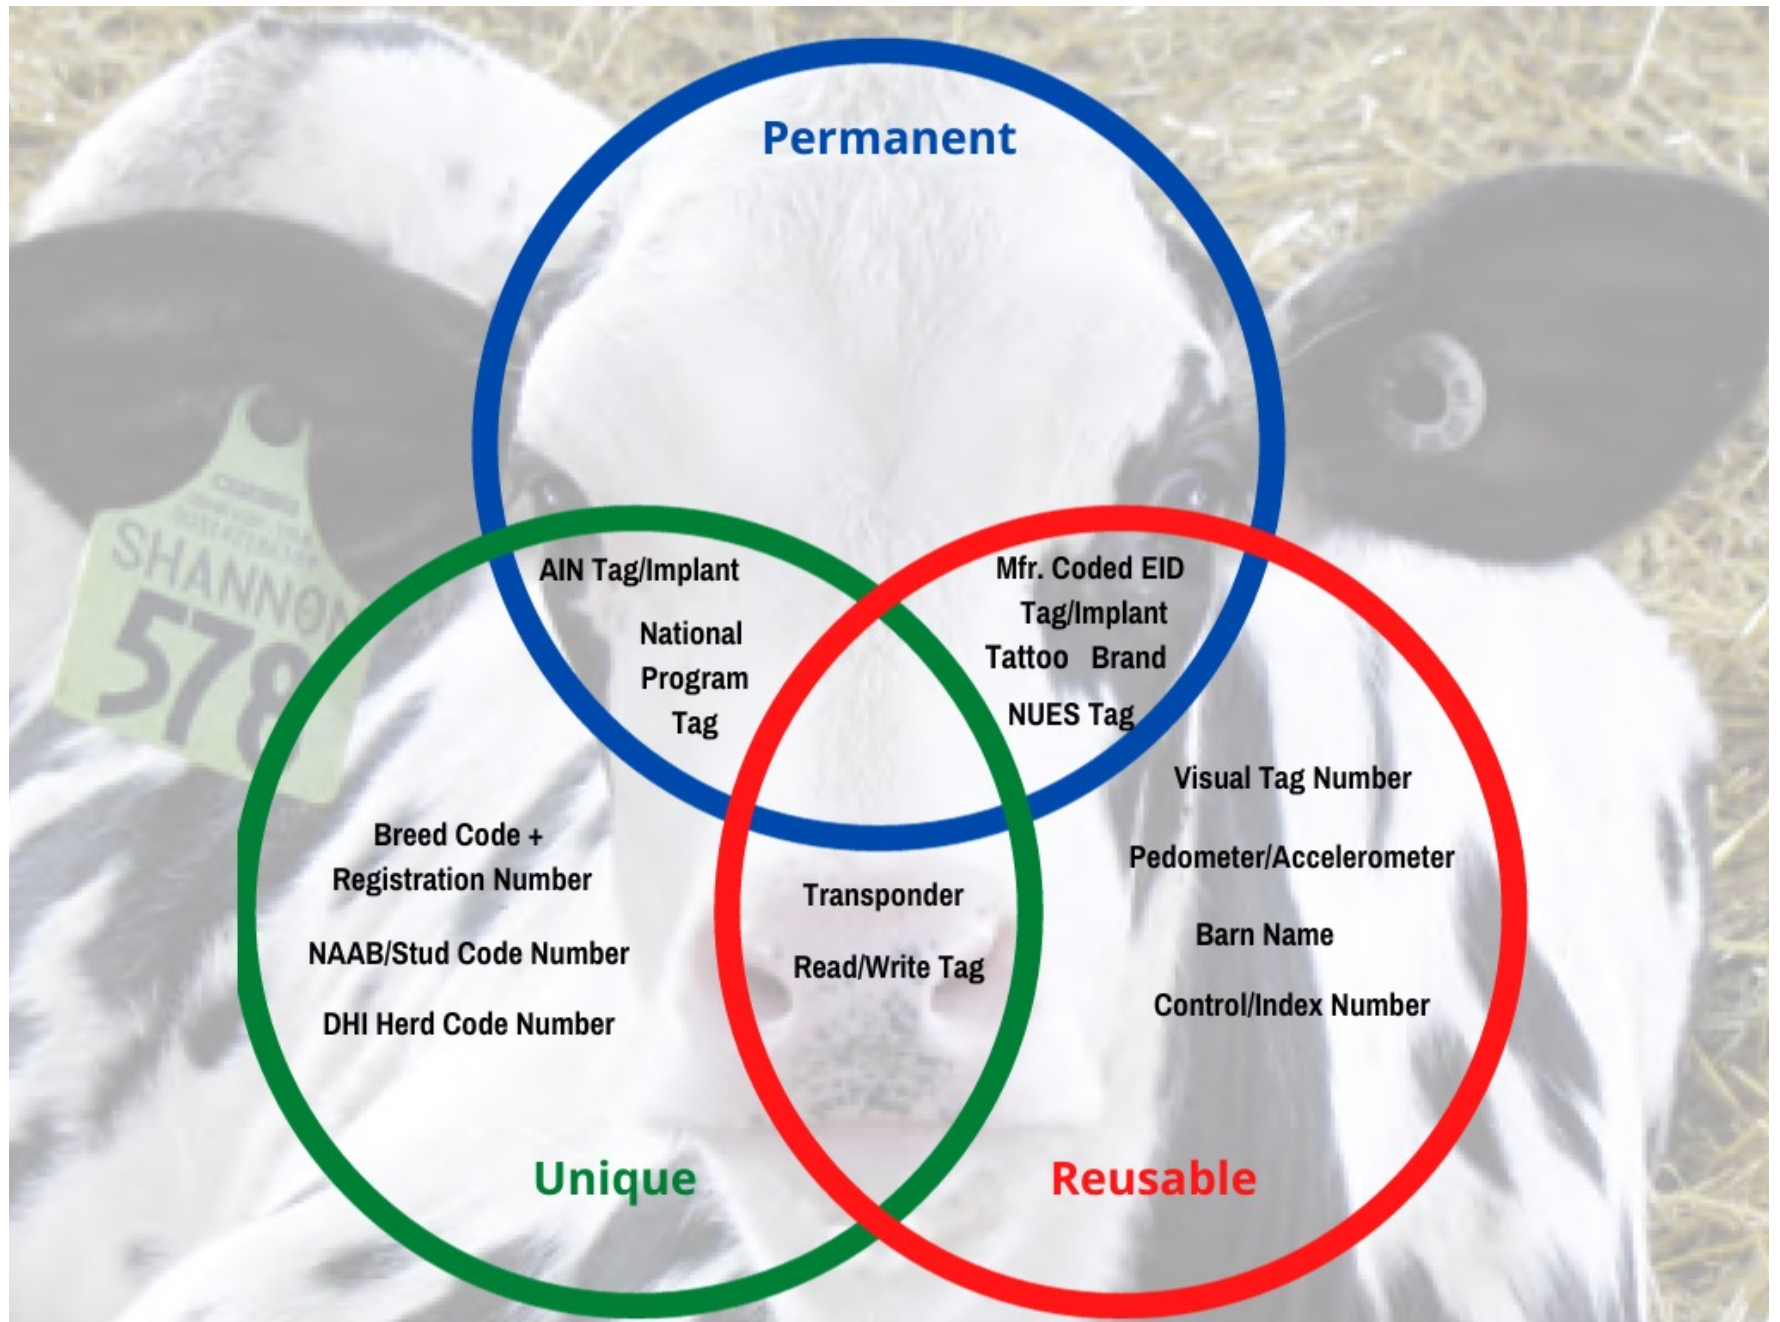 Permanent
SHANNON
578
AIN Tag/Implant
National
Program
Tag
Mfr. Coded EID
Tag/Implant
Tattoo Brand
NUES Tag
Breed Code +
Registration Number
NAAB/Stud Code Number
DHI Herd Code Number
Transponder
Read/Write Tag
Visual Tag Number
Pedometer/Accelerometer
Barn Name
Control/Index Number
Unique
Reusable